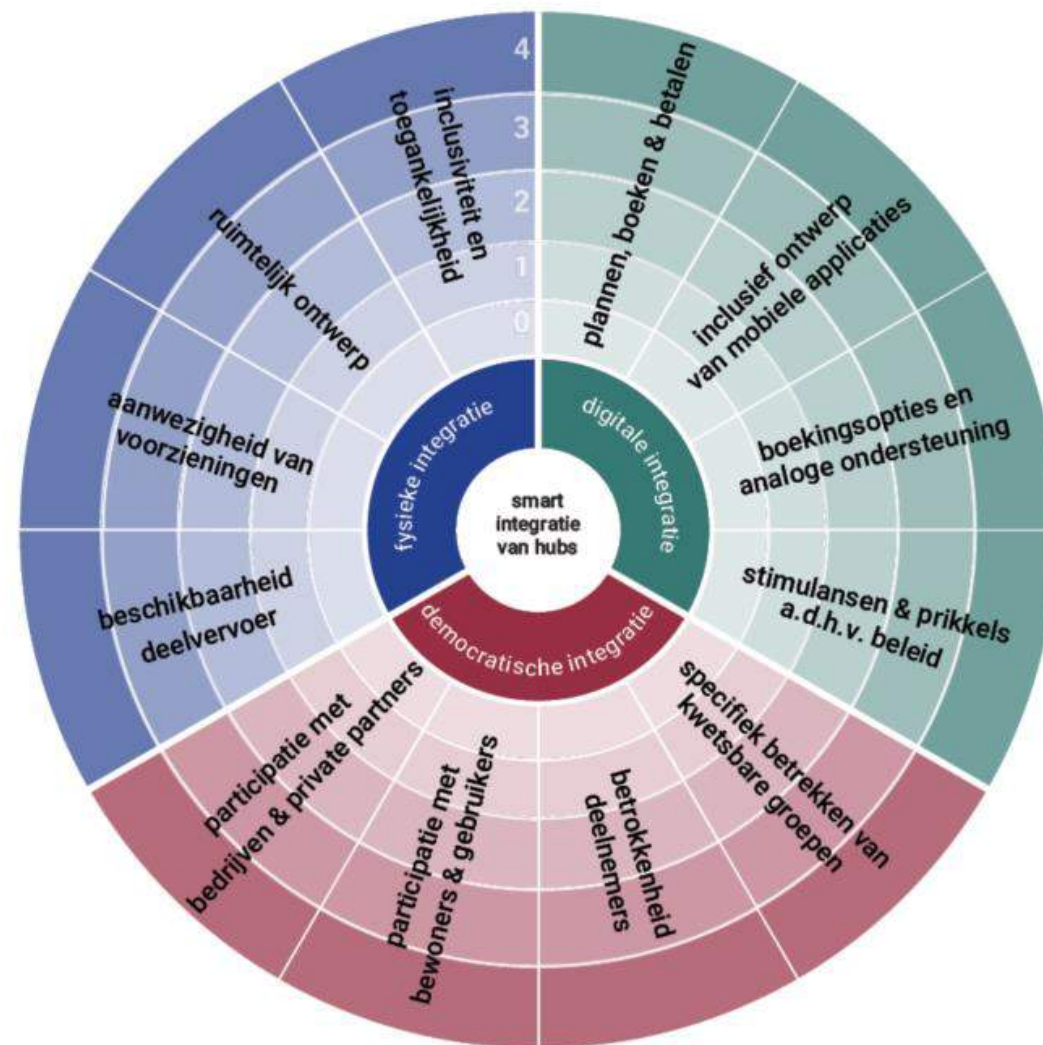 4
3
2
1
0
inclusiviteit en
toegankelijkheid
ruimtelijk ontwerp
aanwezigheid van
voorzieningen
beschikbaarheid
deelvervoer
plannen, boeken & betalen
inclusief ontwerp
van mobiele applicaties
boekingsopties en
analoge ondersteuning
stimulansen & prikkels
a.d.h.v. beleid
specifiek betrekken van
kwetsbare groepen
betrokkenheid
deelnemers
participatie met
bewoners & gebruikers
participatie met
bedrijven & private partners
fysieke integratie
digitale integratie
democratische integratie
smart
integratie
van hubs